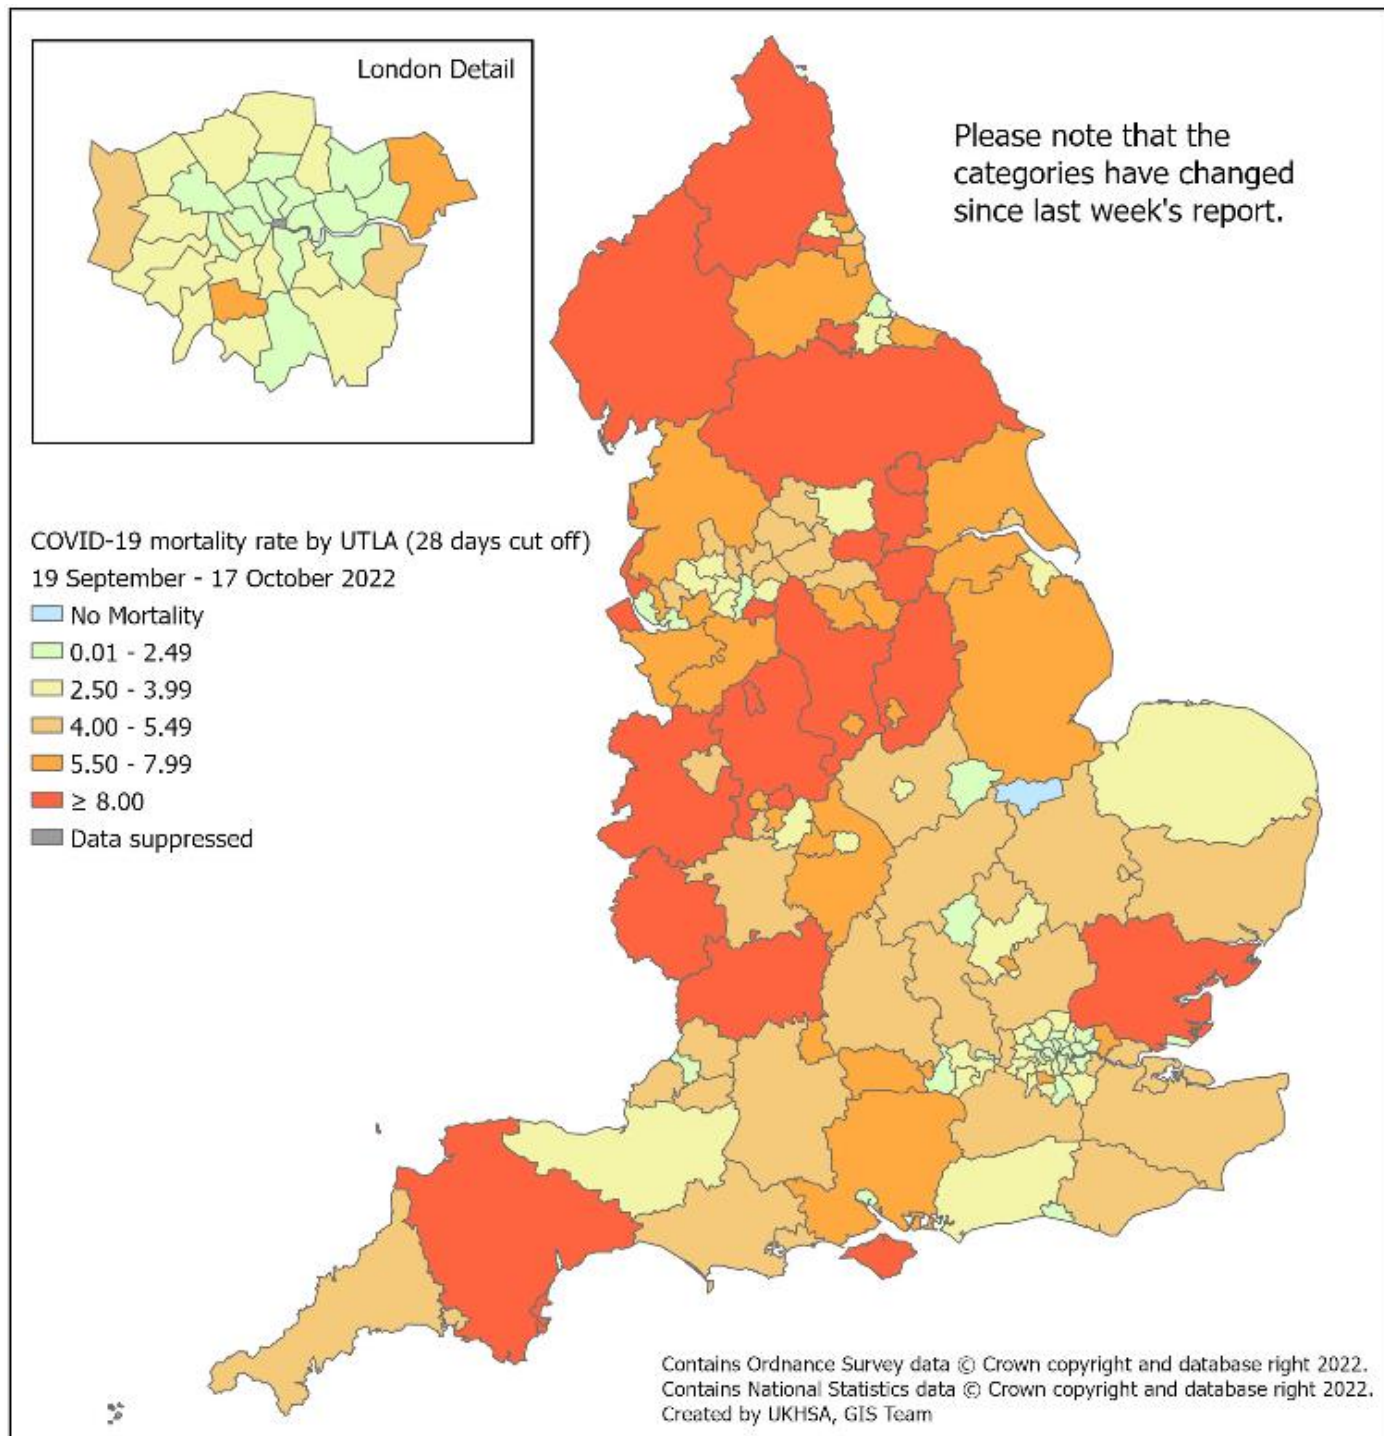 London Detail
Please note that the
categories have changed
since last week's report.
COVID-19 mortality rate by UTLA (28 days cut off)
19 September - 17 October 2022
No Mortality
0.01 - 2.49
2.50 - 3.99
4.00 - 5.49
5.50 - 7.99
≥ 8.00
Data suppressed
Contains Ordnance Survey data © Crown copyright and database right 2022.
Contains National Statistics data © Crown copyright and database right 2022.
Created by UKHSA, GIS Team